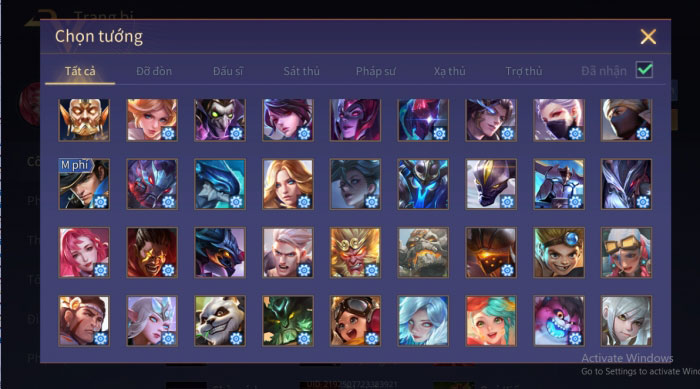 Trang bị
Chọn tướng
Tất cả Đỡ đòn Đấu sĩ Sát thủ Pháp sư Xạ thủ Trợ thủ Đã nhận
M phí
Activate Windows
Go to Settings to activate Win